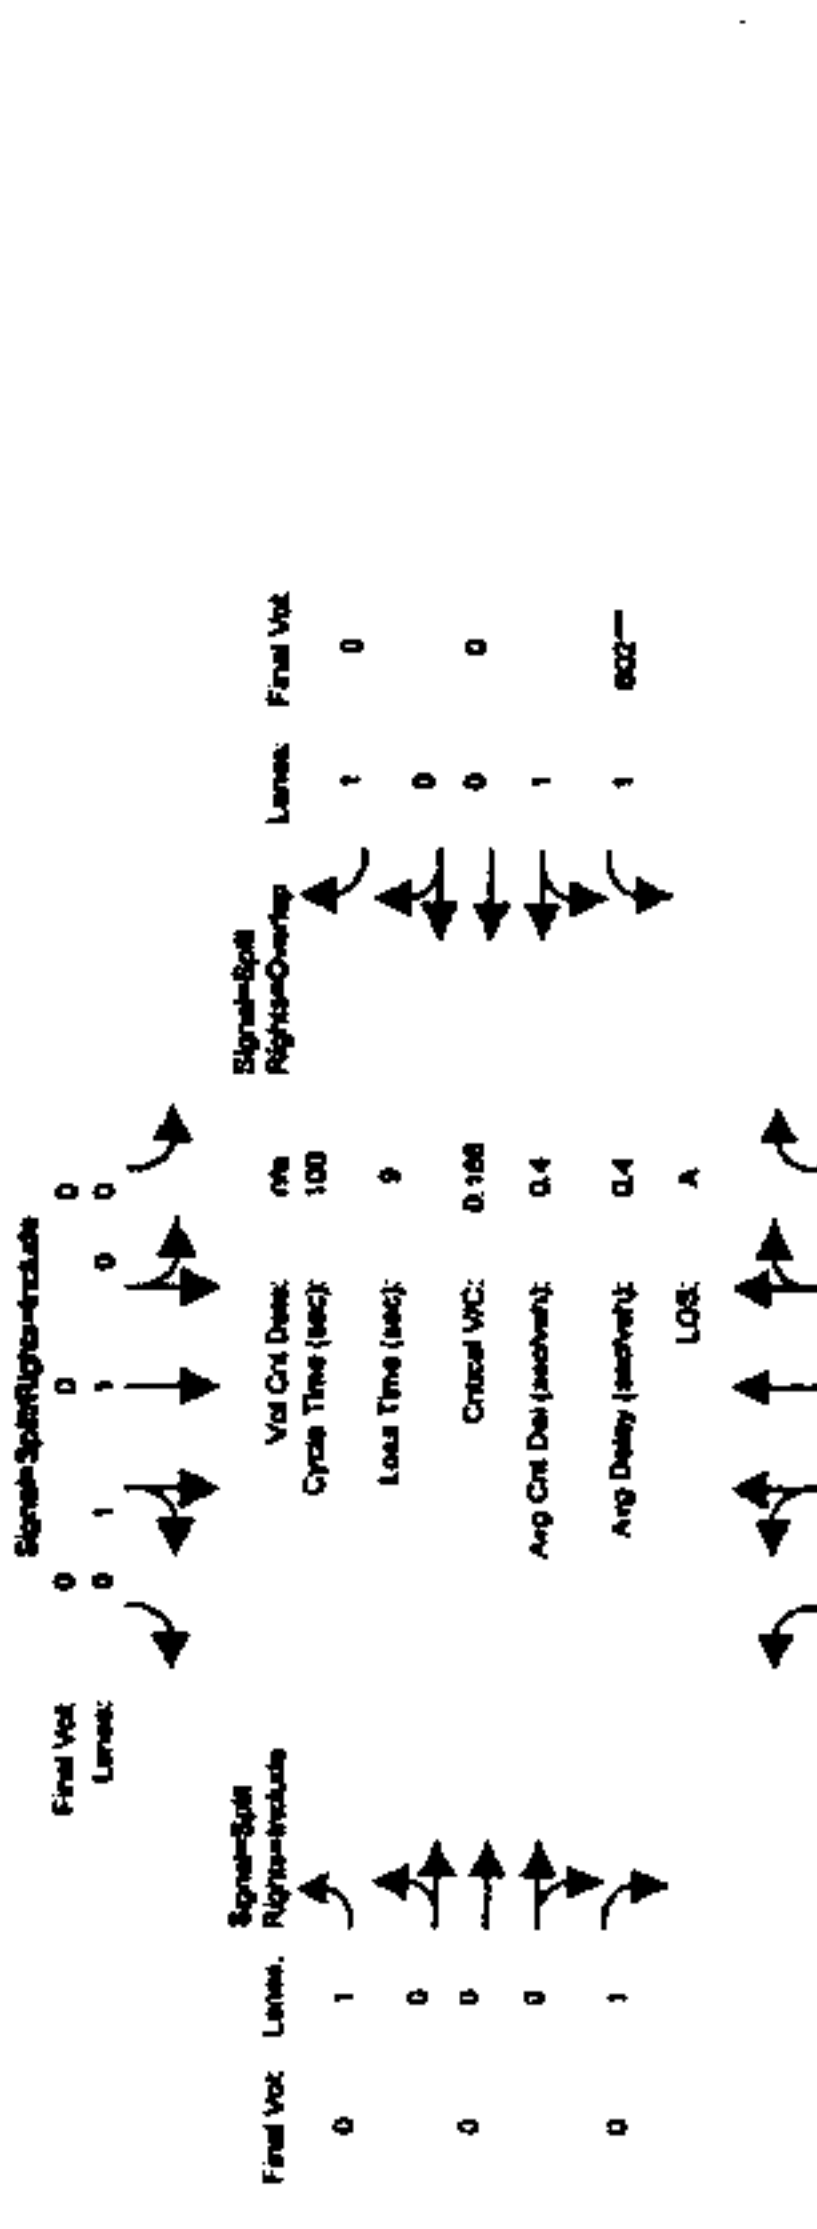 Signal=Split/Rights=Include
Final Vol: 0 0 0
Lanes: 0 1 1 0 0
Signal=Split
Rights=Include
Signal=Split
Rights=Overlap
Final Vol: Lanes:
Vol Cnt Date: n/a
Lanes: Final Vol:
Cycle Time (sec): 100
0 1
1 0
Loss Time (sec): 9
0
0
0 0
Critical V/C:
0 0
0
Avg Crit Del (sec/veh): 0.4
1
0 1
Avg Delay (sec/veh): 0.4
1
LOS: A